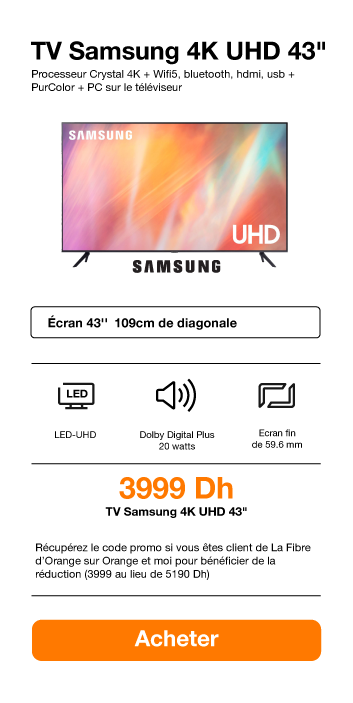 TV Samsung 4K UHD 43"
Processeur Crystal 4K + Wifi5, bluetooth, hdmi, usb +
PurColor + PC sur le téléviseur
SAMSUNG
UHD
SAMSUNG
Écran 43'' 109cm de diagonale
LED
LED-UHD
Dolby Digital Plus
20 watts
Ecran fin
de 59.6 mm
3999 Dh
TV Samsung 4K UHD 43"
Récupérez le code promo si vous êtes client de La Fibre
d'Orange sur Orange et moi pour bénéficier de la
réduction (3999 au lieu de 5190 Dh)
Acheter